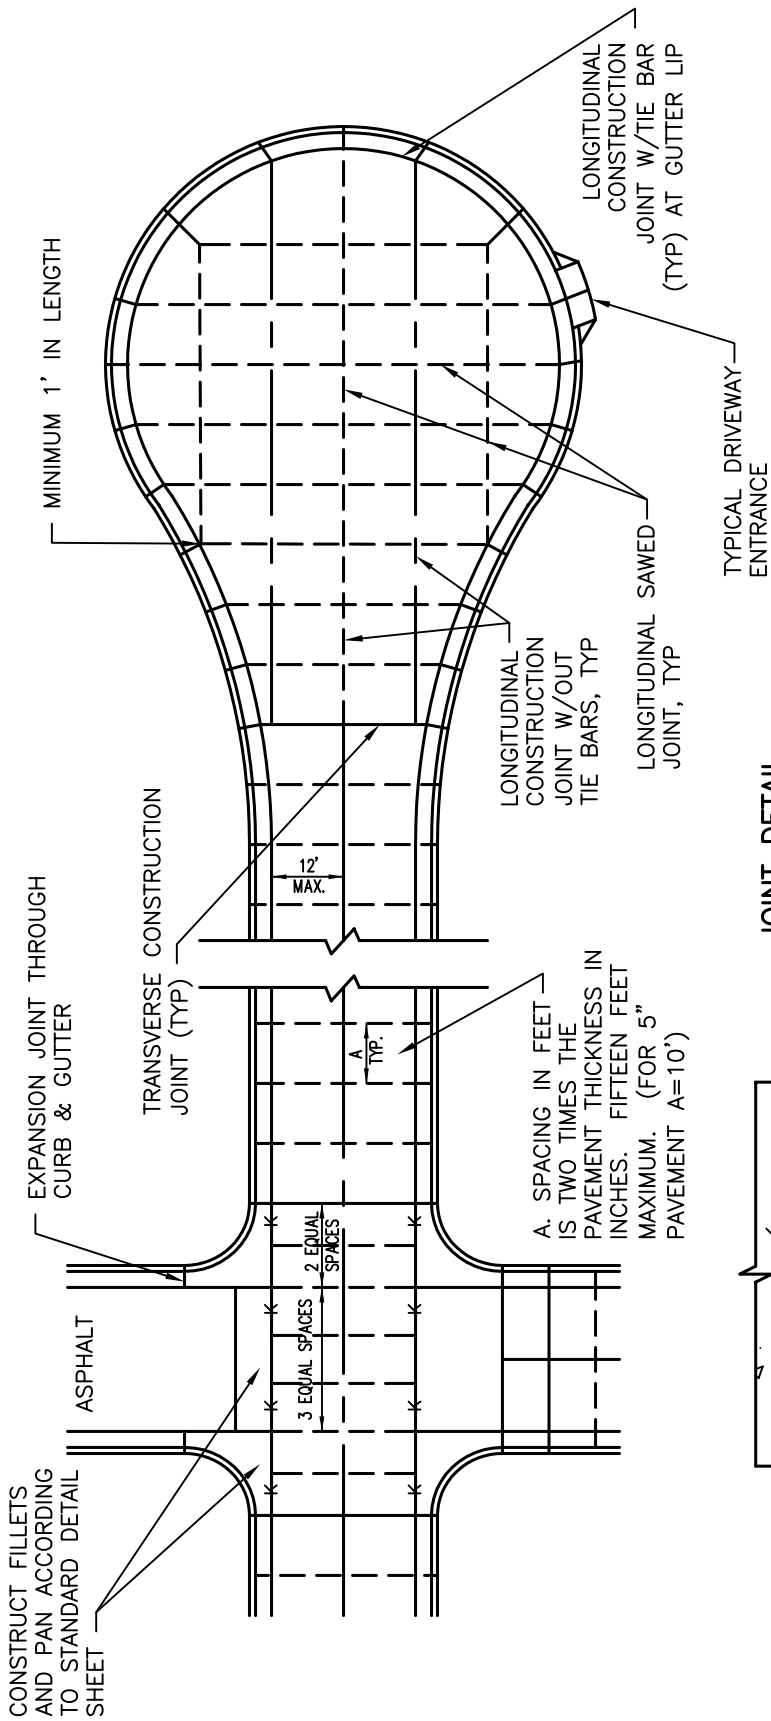 CONSTRUCT FILLETS
AND PAN ACCORDING
TO STANDARD DETAIL
SHEET
EXPANSION JOINT THROUGH
CURB & GUTTER
ASPHALT
TRANSVERSE CONSTRUCTION
JOINT (TYP)
MINIMUM 1' IN LENGTH
LONGITUDINAL
CONSTRUCTION
JOINT W/TIE BAR
(TYP) AT GUTTER LIP
12'
MAX.
K
K
K
K
3 EQUAL SPACES
2 EQUAL
SPACES
A
TYP.
K
K
K
K
A. SPACING IN FEET
IS TWO TIMES THE
PAVEMENT THICKNESS IN
INCHES. FIFTEEN FEET
MAXIMUM. (FOR 5"
PAVEMENT A=10')
LONGITUDINAL
CONSTRUCTION
JOINT W/OUT
TIE BARS, TYP
LONGITUDINAL SAWED
JOINT, TYP
TYPICAL DRIVEWAY
ENTRANCE
JOINT DETAIL